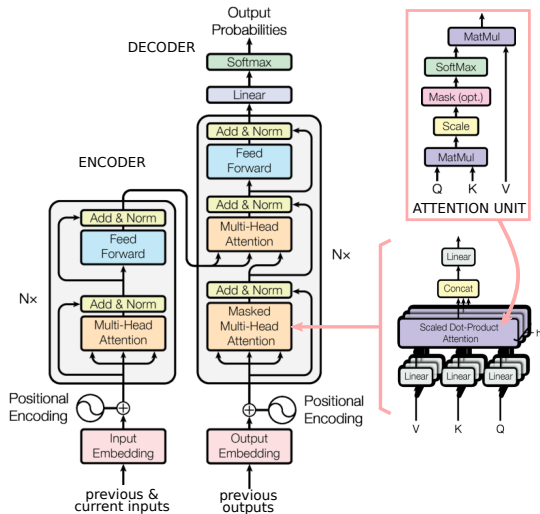 Output
Probabilities
DECODER
Softmax
Linear
Add & Norm
Feed
Forward
Add & Norm
Multi-Head
Attention
Add & Norm
Masked
Multi-Head
Attention
Nx
Positional
Encoding
Output
Embedding
previous
outputs
ENCODER
Add & Norm
Feed
Forward
Add & Norm
Multi-Head
Attention
Nx
Positional
Encoding
Input
Embedding
previous &
current inputs
MatMul
SoftMax
Mask (opt.)
Scale
MatMul
Q K V
ATTENTION UNIT
Linear
Concat
Scaled Dot-Product
Attention
h
Linear Linear Linear
V K Q